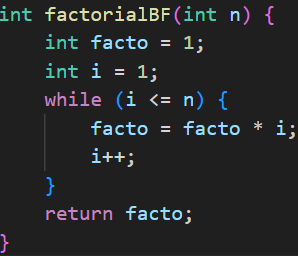 int factorialBF(int n) {
    int facto = 1;
    int i = 1;
    while (i <= n) {
        facto = facto * i;
        i++;
    }
    return facto;
}